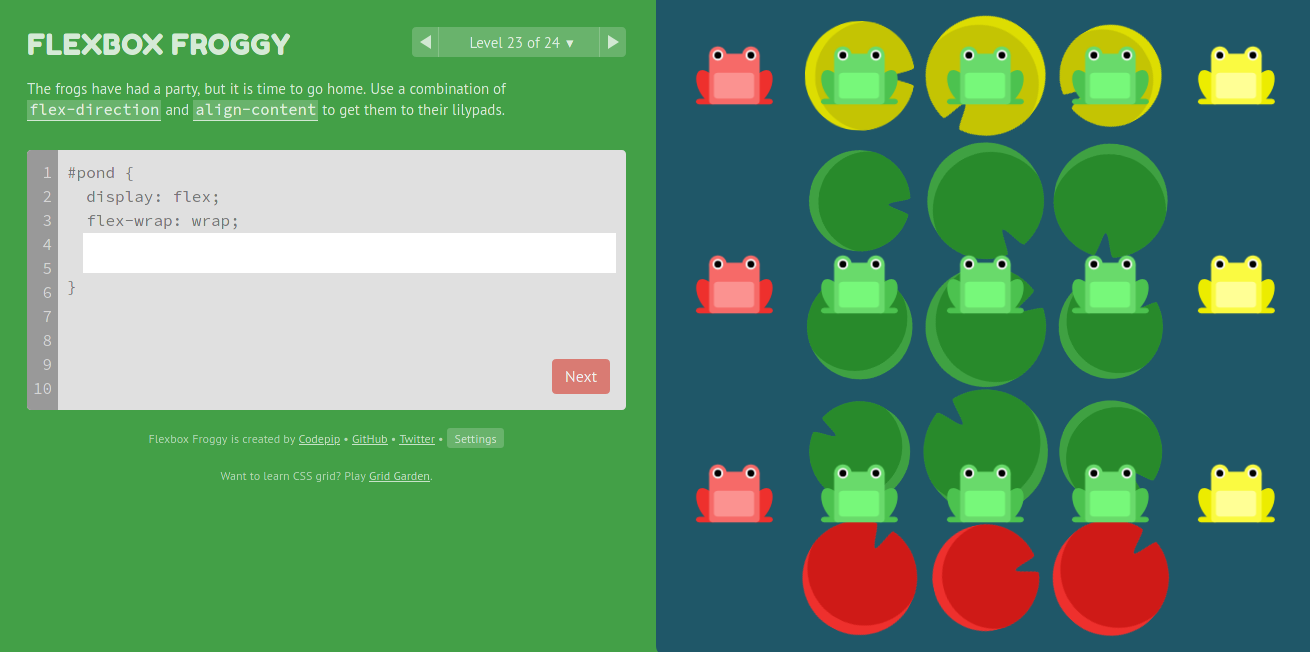 FLEXBOX FROGGY
◀ Level 23 of 24 ▼ ▶
The frogs have had a party, but it is time to go home. Use a combination of
flex-direction and align-content to get them to their lilypads.
1 #pond {
2 display: flex;
3 flex-wrap: wrap;
4
5
6 }
7
8
9
10
Next
Flexbox Froggy is created by Codepip • GitHub • Twitter • Settings
Want to learn CSS grid? Play Grid Garden.